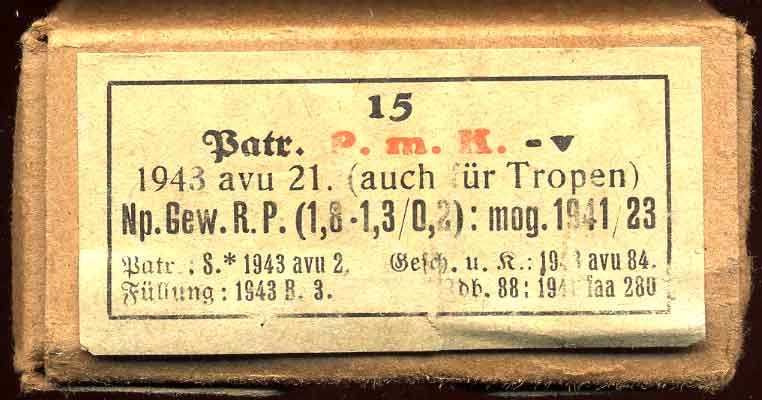 15
Patr. P. m. K. - v
1943 avu 21. (auch für Tropen)
Np. Gew. R. P. (1,8 · 1,3/0,2) : mog. 1941/23
Patr.: S.* 1943 avu 2. Gesch. u. K.: 1943 avu 84.
Füllung: 1943 B. 3. Zdh. 88: 194 faa 280